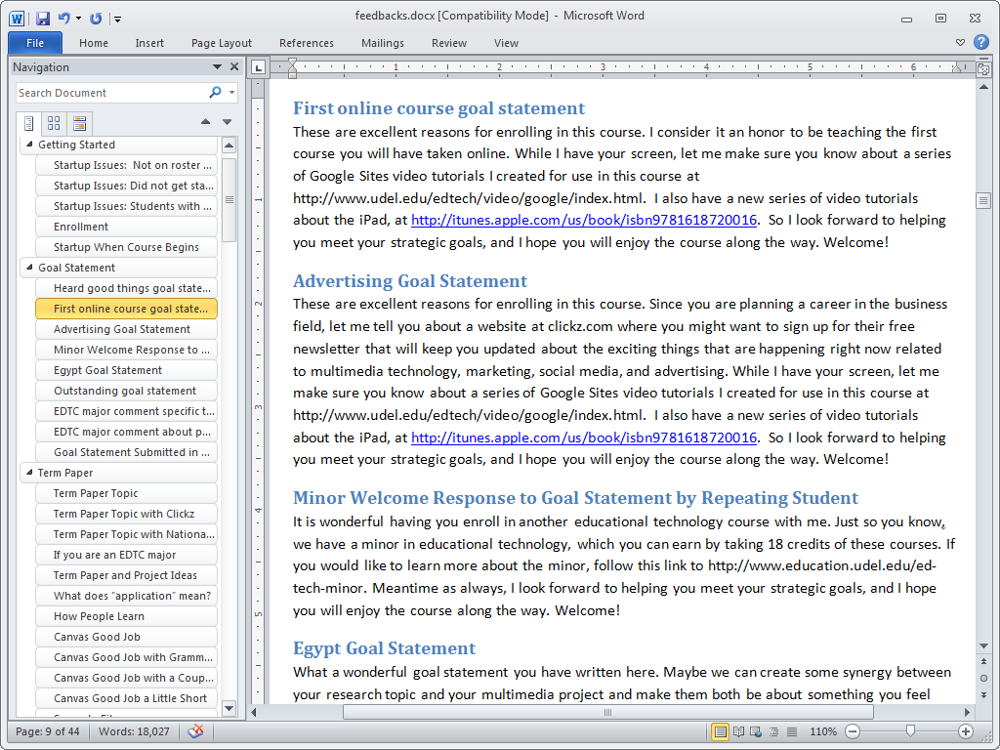 feedbacks.docx [Compatibility Mode] - Microsoft Word
File Home Insert Page Layout References Mailings Review View
Navigation
Search Document
Getting Started
Startup Issues: Not on roster ...
Startup Issues: Did not get sta...
Startup Issues: Students with ...
Enrollment
Startup When Course Begins
Goal Statement
Heard good things goal state...
First online course goal state...
Advertising Goal Statement
Minor Welcome Response to ...
Egypt Goal Statement
Outstanding goal statement
EDTC major comment specific t...
EDTC major comment about p...
Goal Statement Submitted in ...
Term Paper
Term Paper Topic
Term Paper Topic with Clickz
Term Paper Topic with Nationa...
If you are an EDTC major
Term Paper and Project Ideas
What does "application" mean?
How People Learn
Canvas Good Job
Canvas Good Job with Gramm...
Canvas Good Job with a Coup...
Canvas Good Job a Little Short
1 2 3 4 5 6
1
2
3
4
5
First online course goal statement
These are excellent reasons for enrolling in this course. I consider it an honor to be teaching the first
course you will have taken online. While I have your screen, let me make sure you know about a series
of Google Sites video tutorials I created for use in this course at
http://www.udel.edu/edtech/video/google/index.html. I also have a new series of video tutorials
about the iPad, at http://itunes.apple.com/us/book/isbn9781618720016. So I look forward to helping
you meet your strategic goals, and I hope you will enjoy the course along the way. Welcome!
Advertising Goal Statement
These are excellent reasons for enrolling in this course. Since you are planning a career in the business
field, let me tell you about a website at clickz.com where you might want to sign up for their free
newsletter that will keep you updated about the exciting things that are happening right now related
to multimedia technology, marketing, social media, and advertising. While I have your screen, let me
make sure you know about a series of Google Sites video tutorials I created for use in this course at
http://www.udel.edu/edtech/video/google/index.html. I also have a new series of video tutorials
about the iPad, at http://itunes.apple.com/us/book/isbn9781618720016. So I look forward to helping
you meet your strategic goals, and I hope you will enjoy the course along the way. Welcome!
Minor Welcome Response to Goal Statement by Repeating Student
It is wonderful having you enroll in another educational technology course with me. Just so you know,
we have a minor in educational technology, which you can earn by taking 18 credits of these courses. If
you would like to learn more about the minor, follow this link to http://www.education.udel.edu/ed-
tech-minor. Meantime as always, I look forward to helping you meet your strategic goals, and I hope
you will enjoy the course along the way. Welcome!
Egypt Goal Statement
What a wonderful goal statement you have written here. Maybe we can create some synergy between
your research topic and your multimedia project and make them both be about something you feel
Page: 9 of 44 Words: 18,027 110%